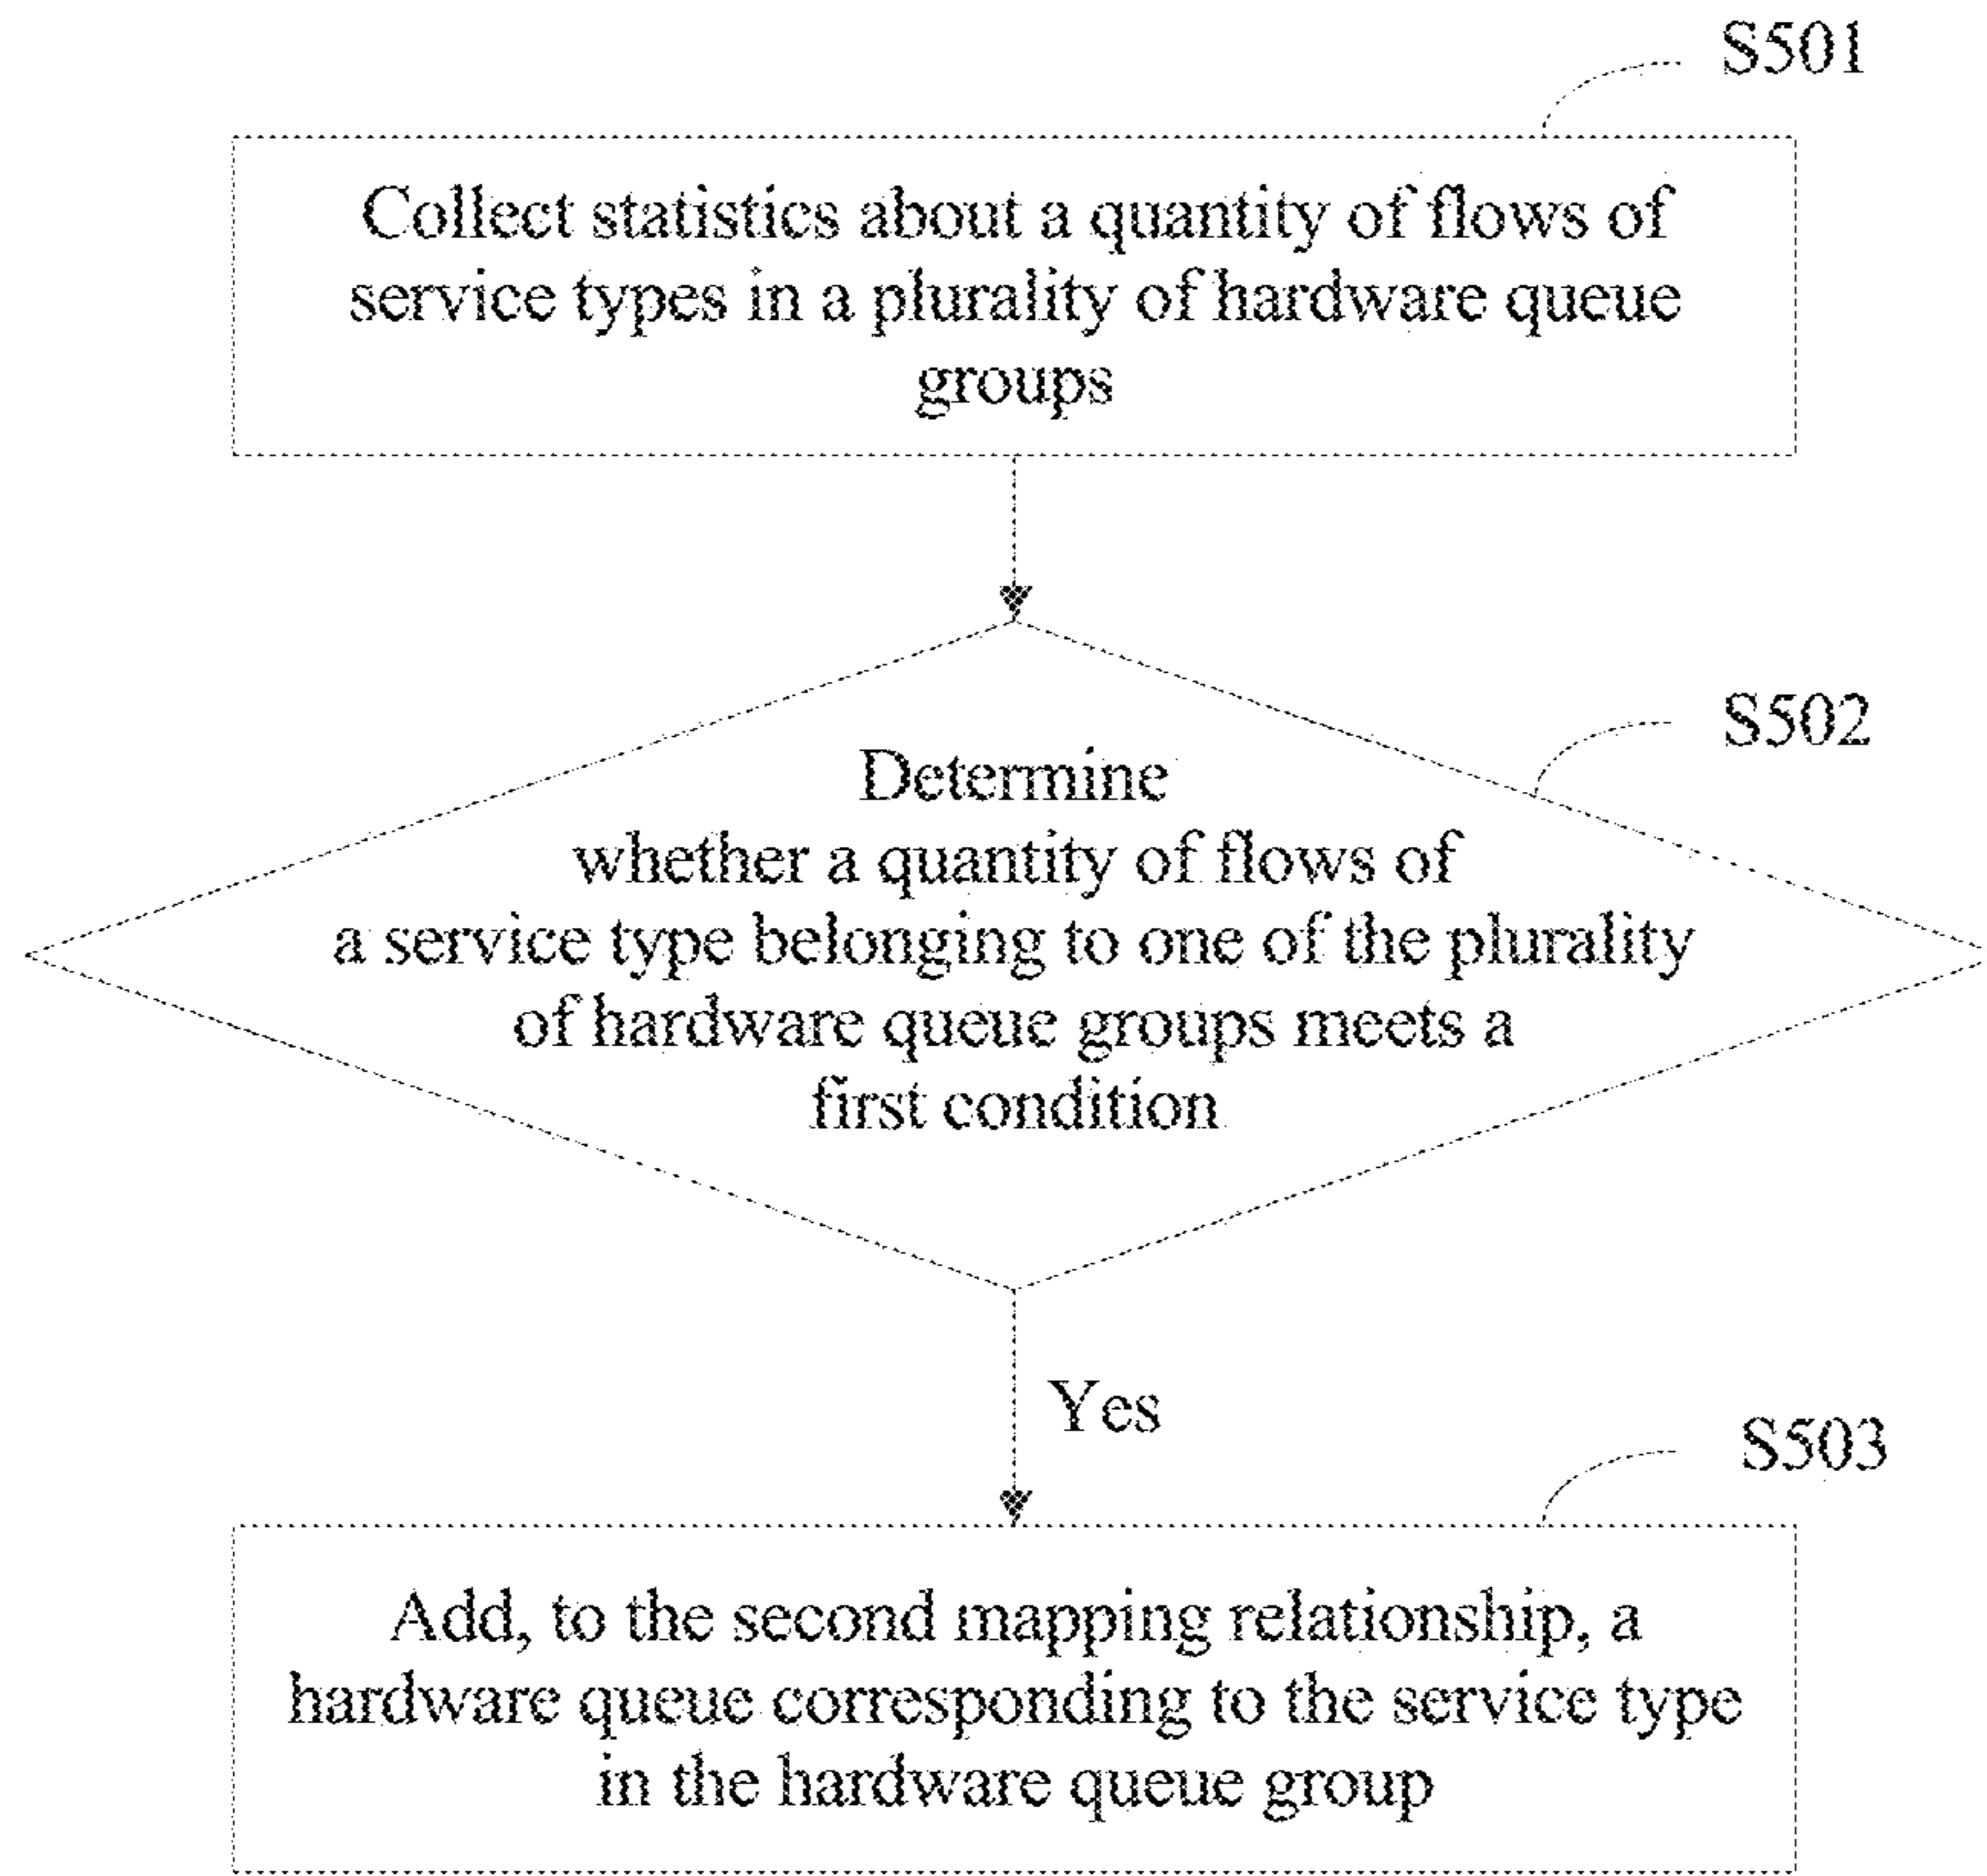 S501
Collect statistics about a quantity of flows of
service types in a plurality of hardware queue
groups
S502
Determine
whether a quantity of flows of
a service type belonging to one of the plurality
of hardware queue groups meets a
first condition
Yes
S503
Add, to the second mapping relationship, a
hardware queue corresponding to the service type
in the hardware queue group